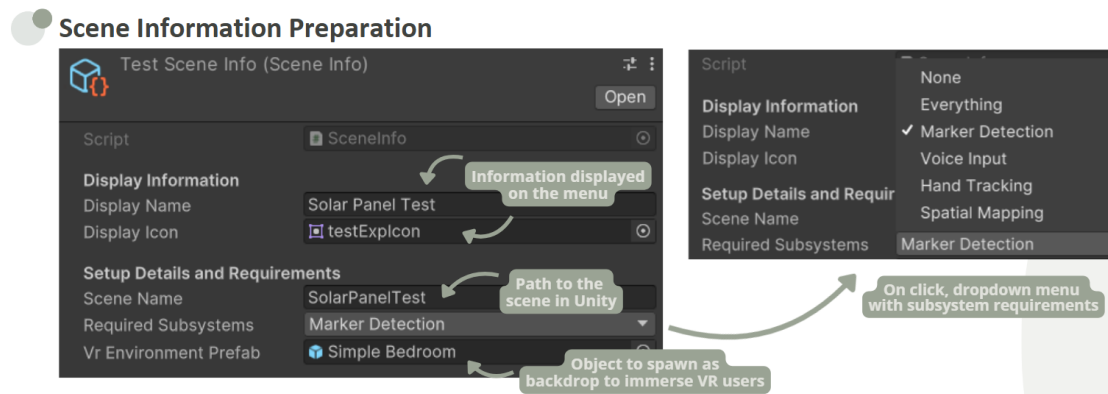 Scene Information Preparation
Test Scene Info (Scene Info)
Open
Script SceneInfo
Display Information
Display Name Solar Panel Test
Display Icon testExpIcon
Information displayed
on the menu
Setup Details and Requirements
Scene Name SolarPanelTest
Required Subsystems Marker Detection
Vr Environment Prefab Simple Bedroom
Path to the
scene in Unity
Object to spawn as
backdrop to immerse VR users
Script
Display Information
Display Name
Display Icon
Setup Details and Requir
Scene Name
Required Subsystems Marker Detection
None
Everything
✓ Marker Detection
Voice Input
Hand Tracking
Spatial Mapping
On click, dropdown menu
with subsystem requirements